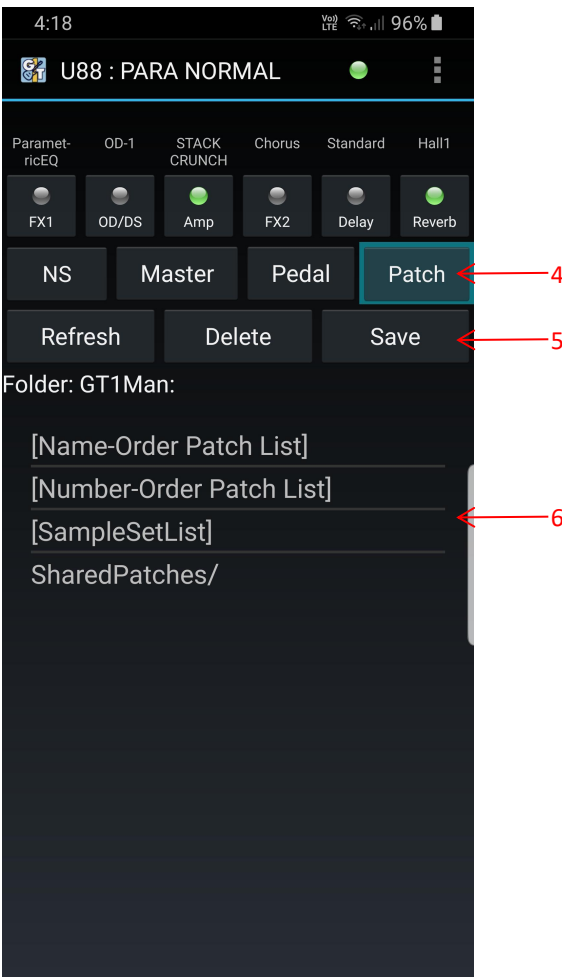 4:18 Vo)) LTE 96%
U88 : PARA NORMAL
Paramet- OD-1 STACK Chorus Standard Hall1
ricEQ CRUNCH
FX1 OD/DS Amp FX2 Delay Reverb
NS Master Pedal Patch 4
Refresh Delete Save 5
Folder: GT1Man:
[Name-Order Patch List]
[Number-Order Patch List]
[SampleSetList] 6
SharedPatches/